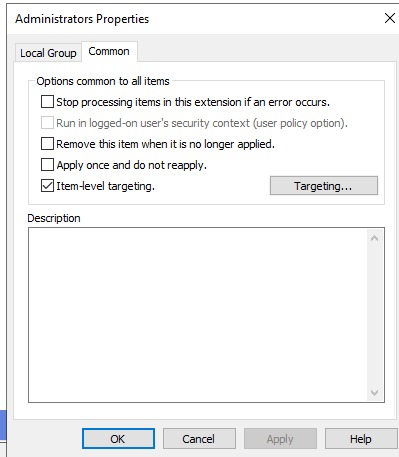 Administrators Properties
Local Group Common
Options common to all items
Stop processing items in this extension if an error occurs.
Run in logged-on user's security context (user policy option).
Remove this item when it is no longer applied.
Apply once and do not reapply.
Item-level targeting. Targeting...
Description
OK Cancel Apply Help